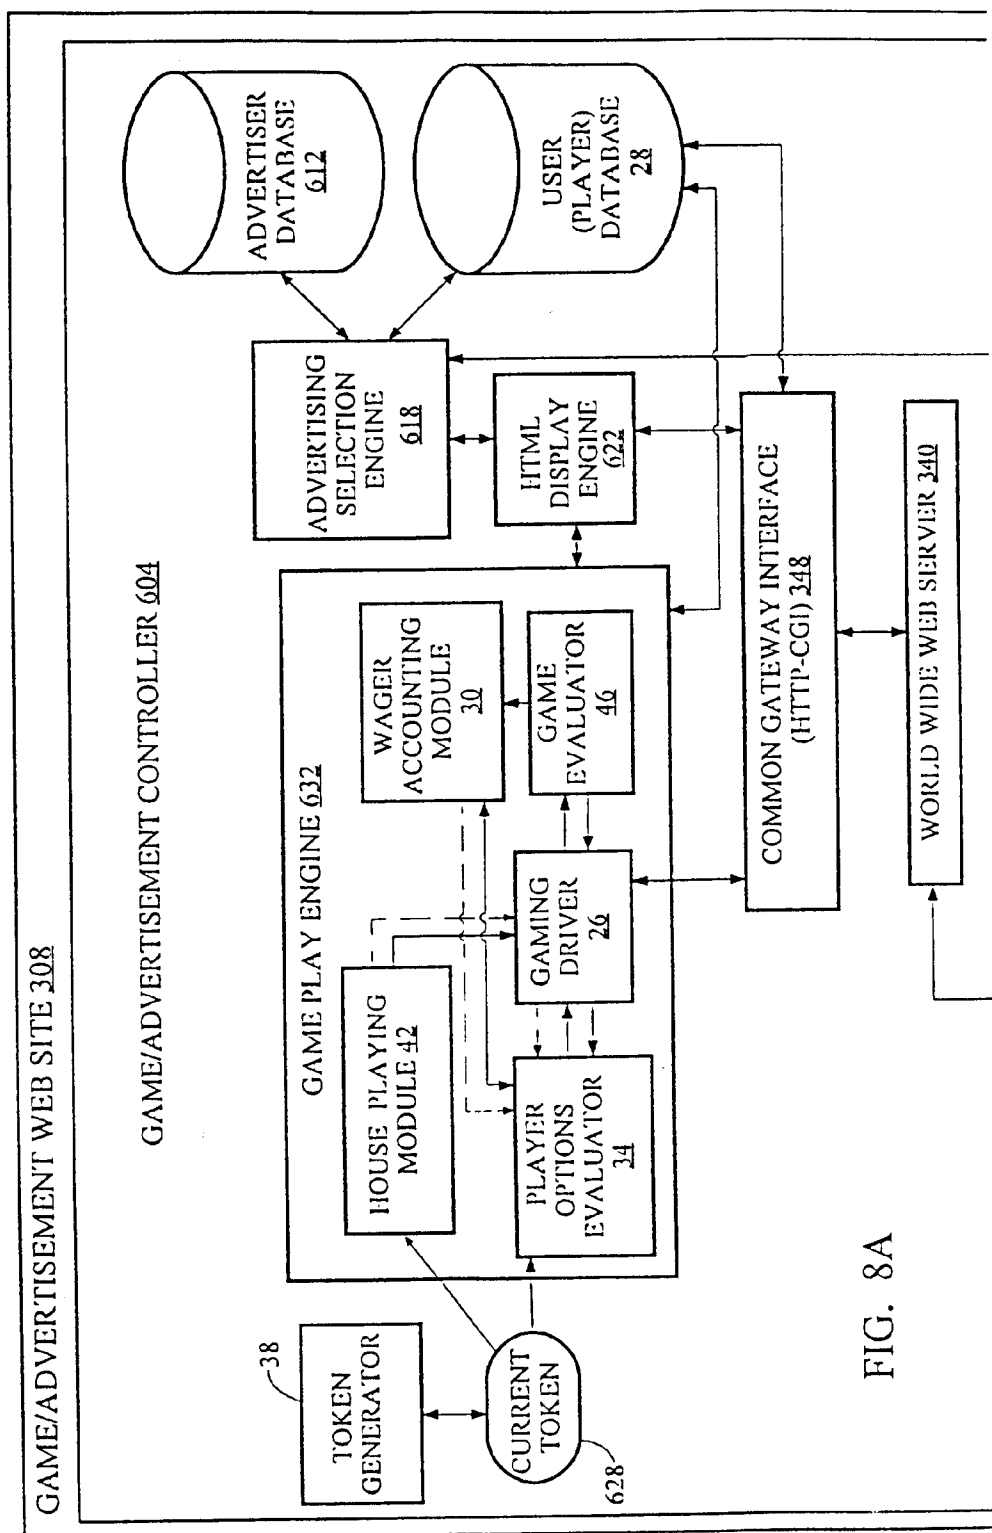 GAME/ADVERTISEMENT WEB SITE 308
GAME/ADVERTISEMENT CONTROLLER 604
TOKEN
GENERATOR
38
CURRENT
TOKEN
628
GAME PLAY ENGINE 632
HOUSE PLAYING
MODULE 42
WAGER
ACCOUNTING
MODULE
30
PLAYER
OPTIONS
EVALUATOR
34
GAMING
DRIVER
26
GAME
EVALUATOR
46
ADVERTISING
SELECTION
ENGINE
618
HTML
DISPLAY
ENGINE
622
ADVERTISER
DATABASE
612
USER
(PLAYER)
DATABASE
28
COMMON GATEWAY INTERFACE
(HTTP-CGI) 348
WORLD WIDE WEB SERVER 340
FIG. 8A